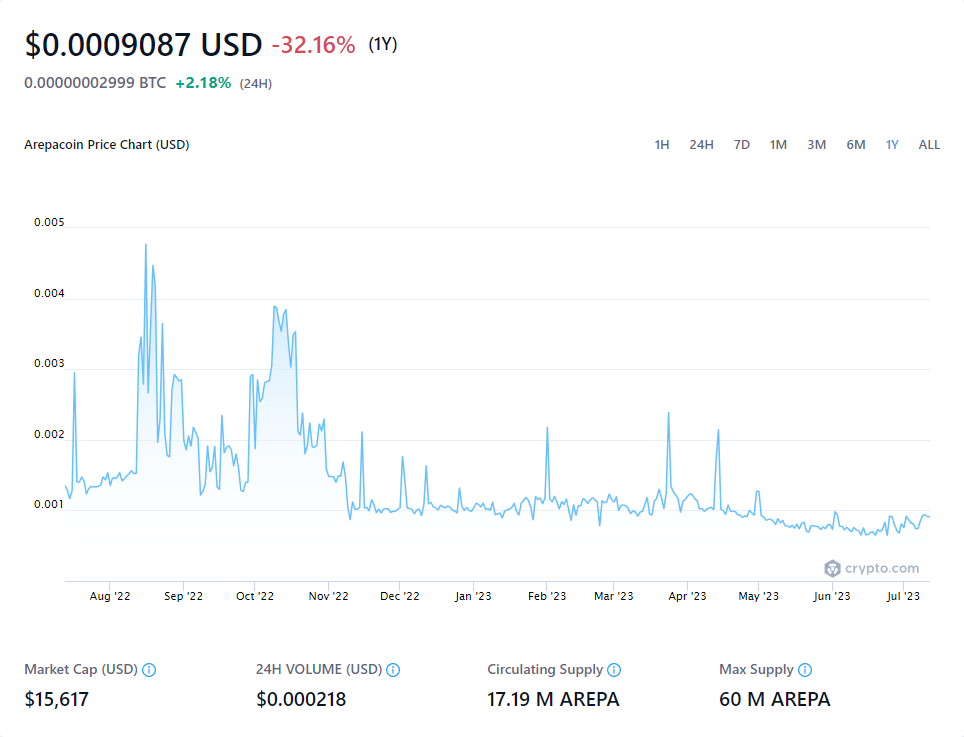 $0.0009087 USD -32.16% (1Y)
0.00000002999 BTC +2.18% (24H)
Arepacoin Price Chart (USD) 1H 24H 7D 1M 3M 6M 1Y ALL
0.005
0.004
0.003
0.002
0.001
crypto.com
Aug '22 Sep '22 Oct '22 Nov '22 Dec '22 Jan '23 Feb '23 Mar '23 Apr '23 May '23 Jun '23 Jul '23
Market Cap (USD) 24H VOLUME (USD) Circulating Supply Max Supply
$15,617 $0.000218 17.19 M AREPA 60 M AREPA